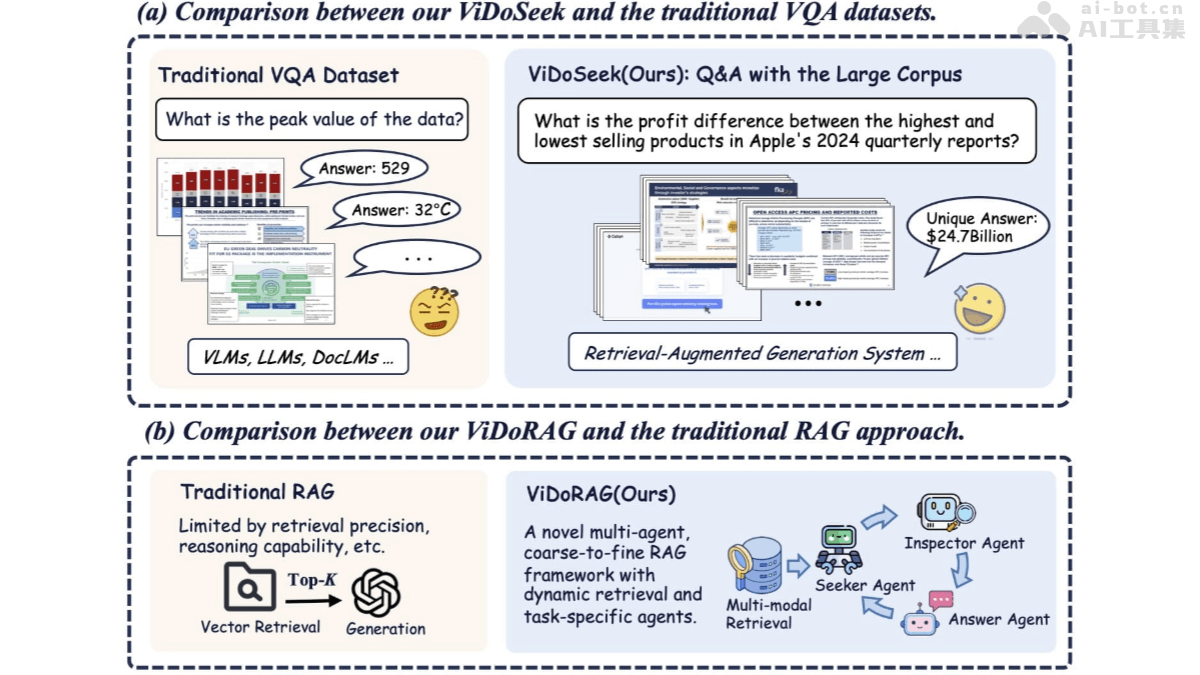 (a) Comparison between our ViDoSeek and the traditional VQA datasets.
ai-bot.cn
AI工具集
Traditional VQA Dataset
What is the peak value of the data?
Answer: 529
TRENDS IN ACADEMIC PUBLISHING: PRE-PRINTS
Answer: 32°C
EU GREEN DEAL DRIVES CARBON NEUTRALITY
FIT FOR 55 PACKAGE IS THE IMPLEMENTATION INSTRUMENT
...
???
VLMs, LLMs, DocLMs ...
ViDoSeek(Ours): Q&A with the Large Corpus
What is the profit difference between the highest and
lowest selling products in Apple's 2024 quarterly reports?
Environmental, Social and Governance aspects monetise
through investor's strategies
OPEN ACCESS APC PRICING AND REPORTED COSTS
Unique Answer:
$24.7Billion
...
Retrieval-Augmented Generation System ...
(b) Comparison between our ViDoRAG and the traditional RAG approach.
Traditional RAG
Limited by retrieval precision,
reasoning capability, etc.
Top-K
Vector Retrieval
Generation
ViDoRAG(Ours)
A novel multi-agent,
coarse-to-fine RAG
framework with
dynamic retrieval and
task-specific agents.
Multi-modal
Retrieval
Seeker Agent
Inspector Agent
Answer Agent